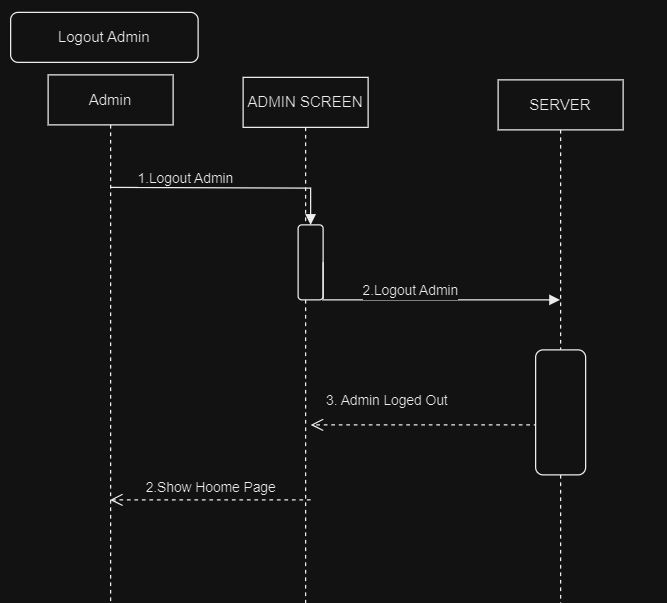 Logout Admin
Admin
ADMIN SCREEN
SERVER
1.Logout Admin
2.Logout Admin
3. Admin Loged Out
2.Show Hoome Page